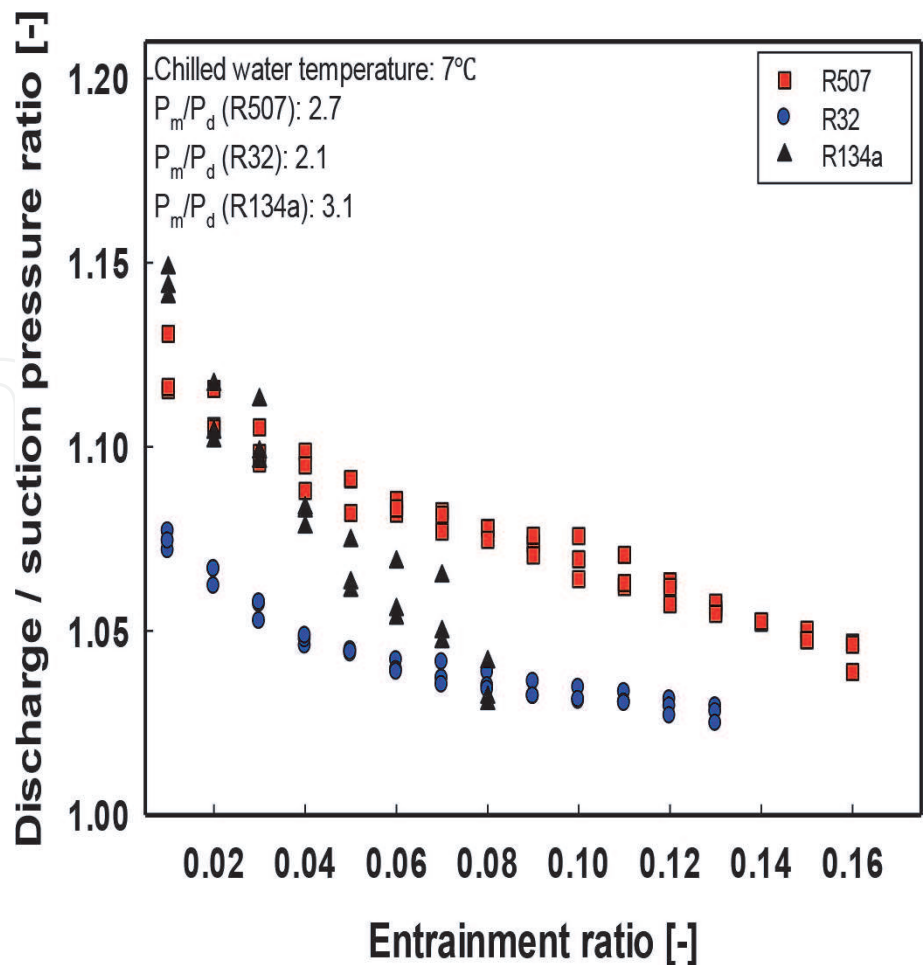 Discharge / suction pressure ratio [-]
1.20
1.15
1.10
1.05
1.00
Chilled water temperature: 7℃
Pm/Pd (R507): 2.7
Pm/Pd (R32): 2.1
Pm/Pd (R134a): 3.1
R507
R32
R134a
0.02 0.04 0.06 0.08 0.10 0.12 0.14 0.16
Entrainment ratio [-]